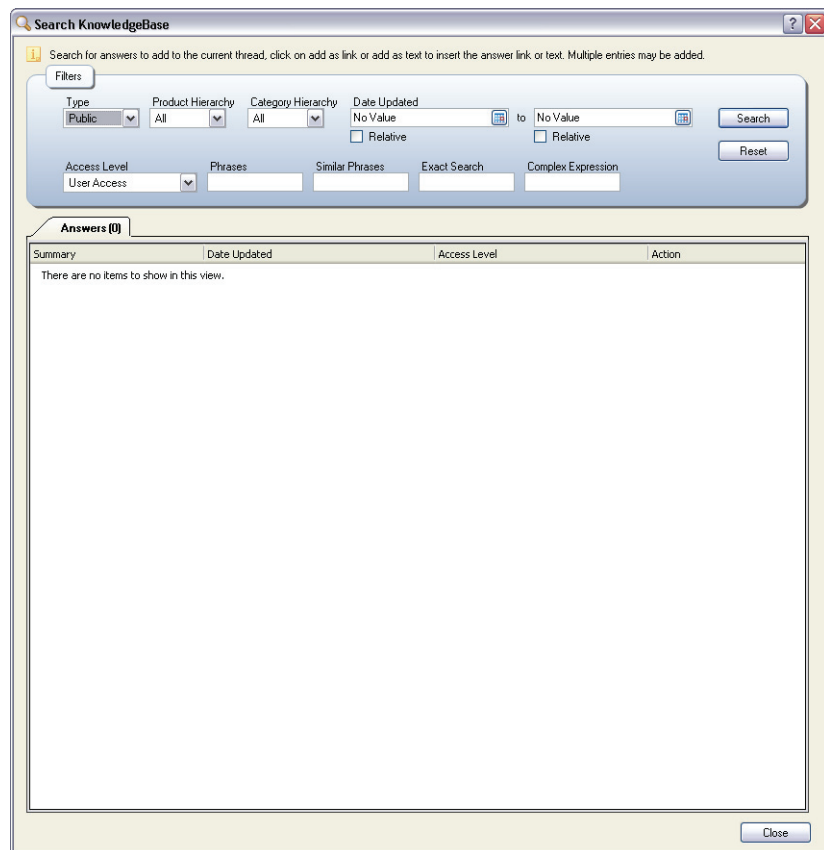 Search KnowledgeBase
Search for answers to add to the current thread, click on add as link or add as text to insert the answer link or text. Multiple entries may be added.
Filters
Type Product Hierarchy Category Hierarchy Date Updated
Public All All No Value to No Value Search
Relative Relative
Reset
Access Level Phrases Similar Phrases Exact Search Complex Expression
User Access
Answers (0)
Summary Date Updated Access Level Action
There are no items to show in this view.
Close